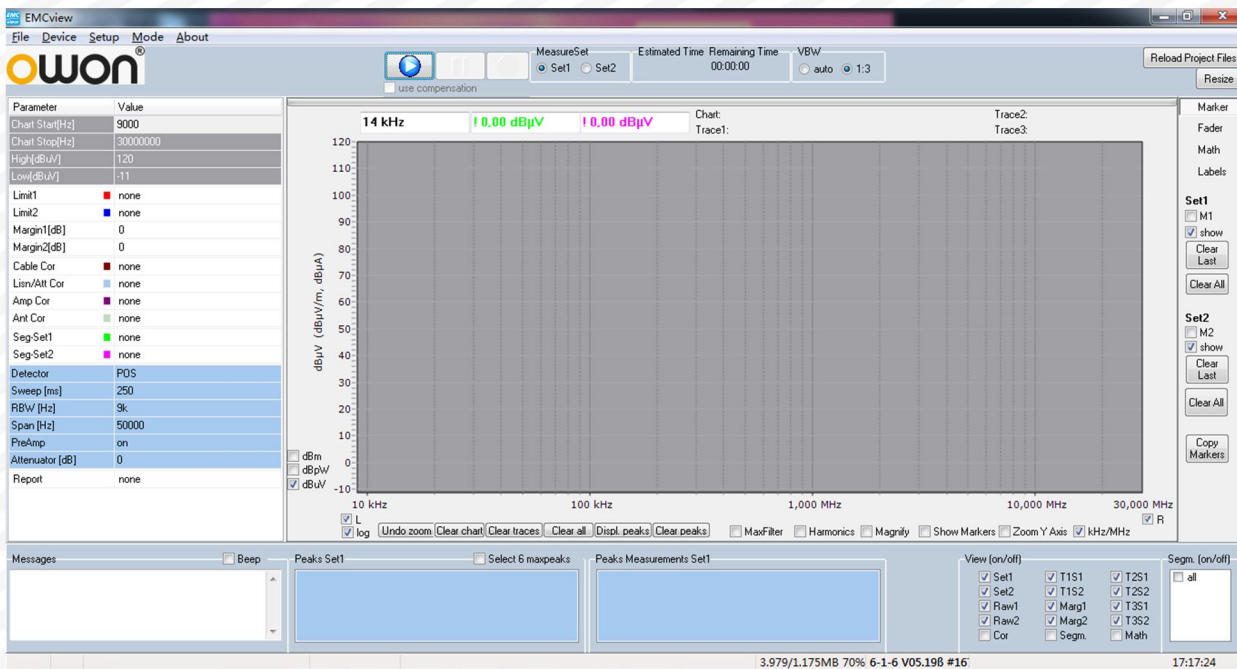 EMCview
File Device Setup Mode About
owon®
use compensation
MeasureSet
Set1 Set2
Estimated Time Remaining Time
00:00:00
VBW
auto 1:3
Reload Project Files
Resize
Parameter Value
Chart Start[Hz] 9000
Chart Stop[Hz] 30000000
High[dBuV] 120
Low[dBuV] -11
Limit1 none
Limit2 none
Margin1[dB] 0
Margin2[dB] 0
Cable Cor none
Lisn/Att Cor none
Amp Cor none
Ant Cor none
Seg-Set1 none
Seg-Set2 none
Detector POS
Sweep [ms] 250
RBW [Hz] 9k
Span [Hz] 50000
PreAmp on
Attenuator [dB] 0
Report none
14 kHz
! 0,00 dBµV
! 0,00 dBµV
Chart:
Trace1:
Trace2:
Trace3:
120
110
100
90
80
70
60
50
40
30
20
10
0
-10
dBµV (dBµV/m, dBµA)
dBm
dBpW
dBuV
10 kHz 100 kHz 1,000 MHz 10,000 MHz 30,000 MHz
L
R
log Undo zoom Clear chart Clear traces Clear all Displ. peaks Clear peaks MaxFilter Harmonics Magnify Show Markers Zoom Y Axis kHz/MHz
Marker
Fader
Math
Labels
Set1
M1
show
Clear
Last
Clear All
Set2
M2
show
Clear
Last
Clear All
Copy
Markers
Messages Beep
Peaks Set1 Select 6 maxpeaks
Peaks Measurements Set1
View (on/off)
Set1 T1S1 T2S1
Set2 T1S2 T2S2
Raw1 Marg1 T3S1
Raw2 Marg2 T3S2
Cor Segm. Math
Segm. (on/off)
all
3.979/1.175MB 70% 6-1-6 V05.19ß #16
17:17:24